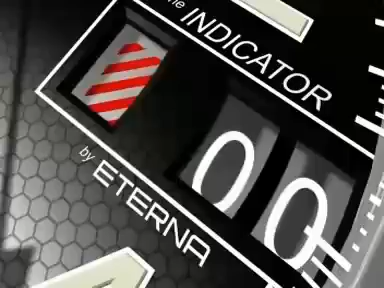 the
INDICATOR
00
by
ETERNA